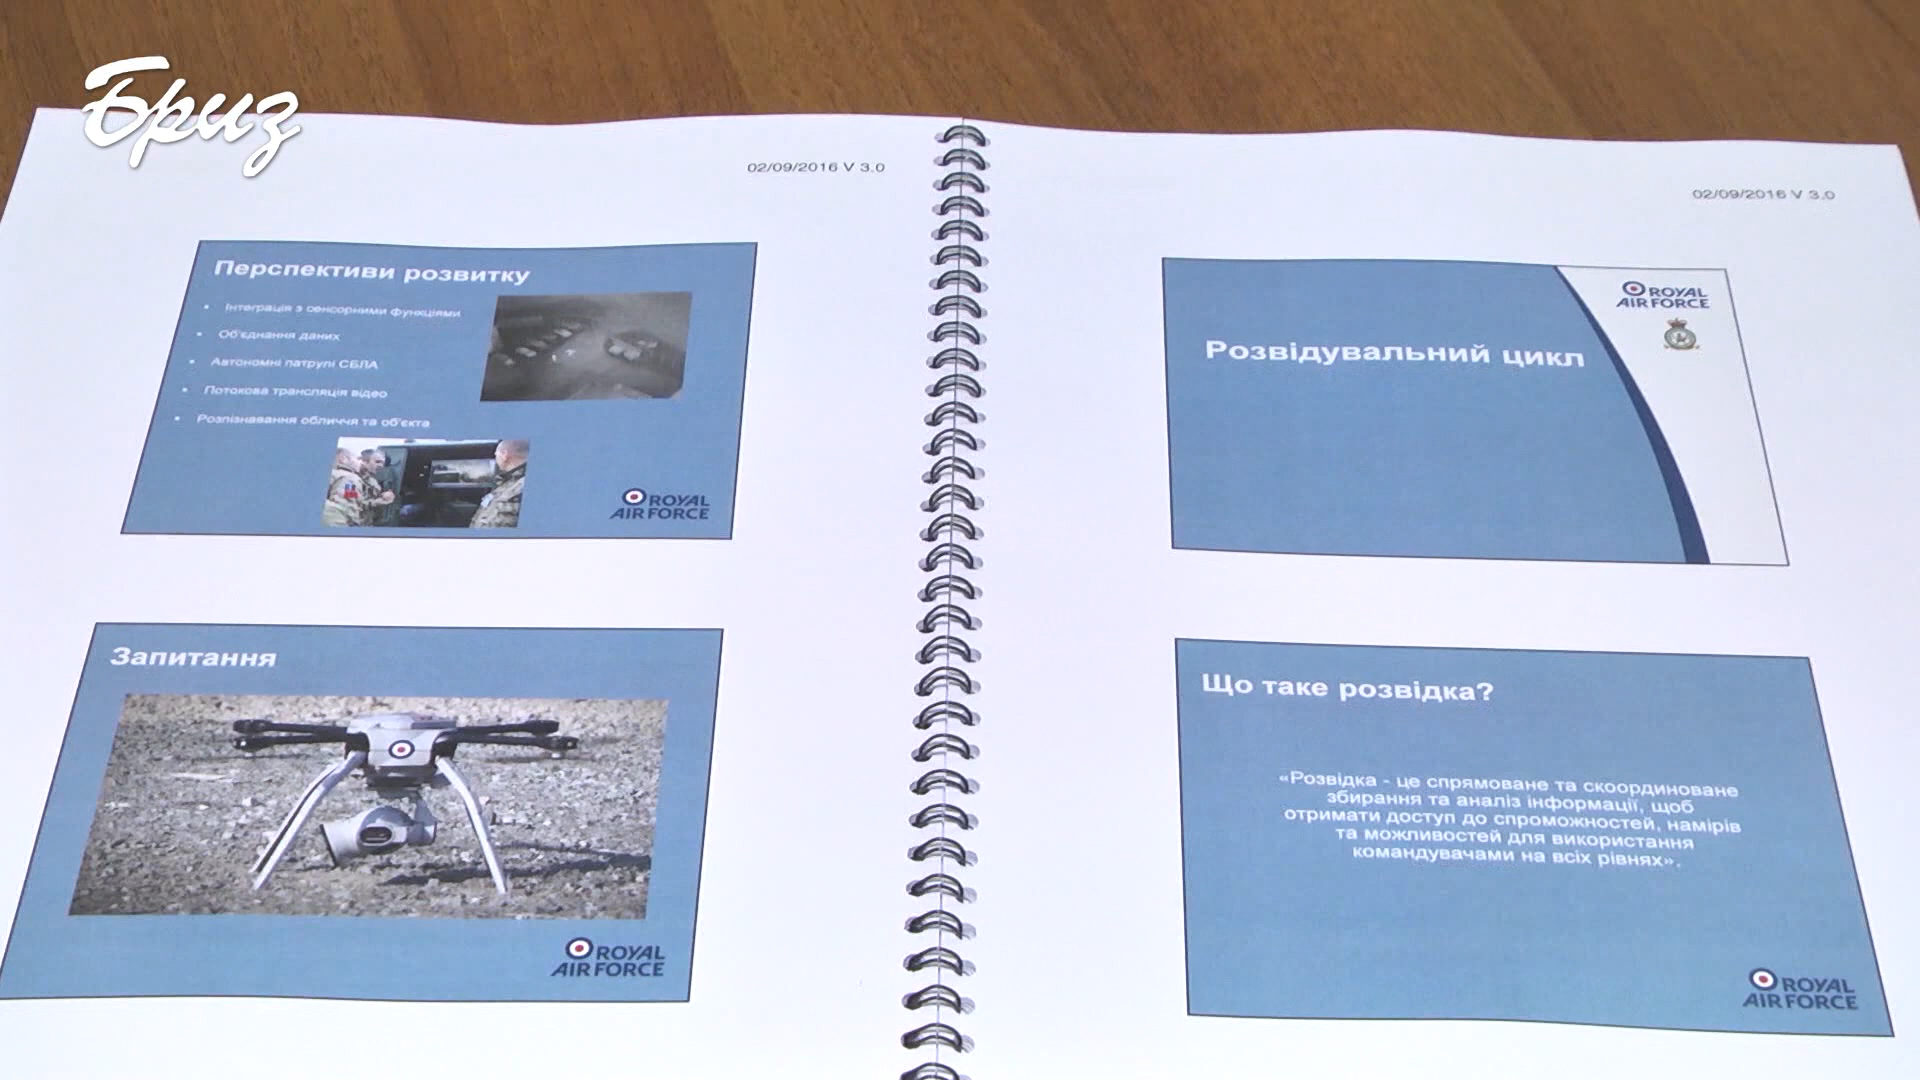 Бриз
02/09/2016 V 3.0
Перспективи розвитку
Інтеграція з сенсорними функціями
Об'єднання даних
Автономні патрулі СБЛА
Потокова трансляція відео
Розпізнавання обличчя та об'єкта
ROYAL
AIR FORCE
Запитання
ROYAL
AIR FORCE
02/09/2016 V 3.0
ROYAL
AIR FORCE
Розвідувальний цикл
Що таке розвідка?
«Розвідка - це спрямоване та скоординоване
збирання та аналіз інформації, щоб
отримати доступ до спроможностей, намірів
та можливостей для використання
командувачами на всіх рівнях».
ROYAL
AIR FORCE